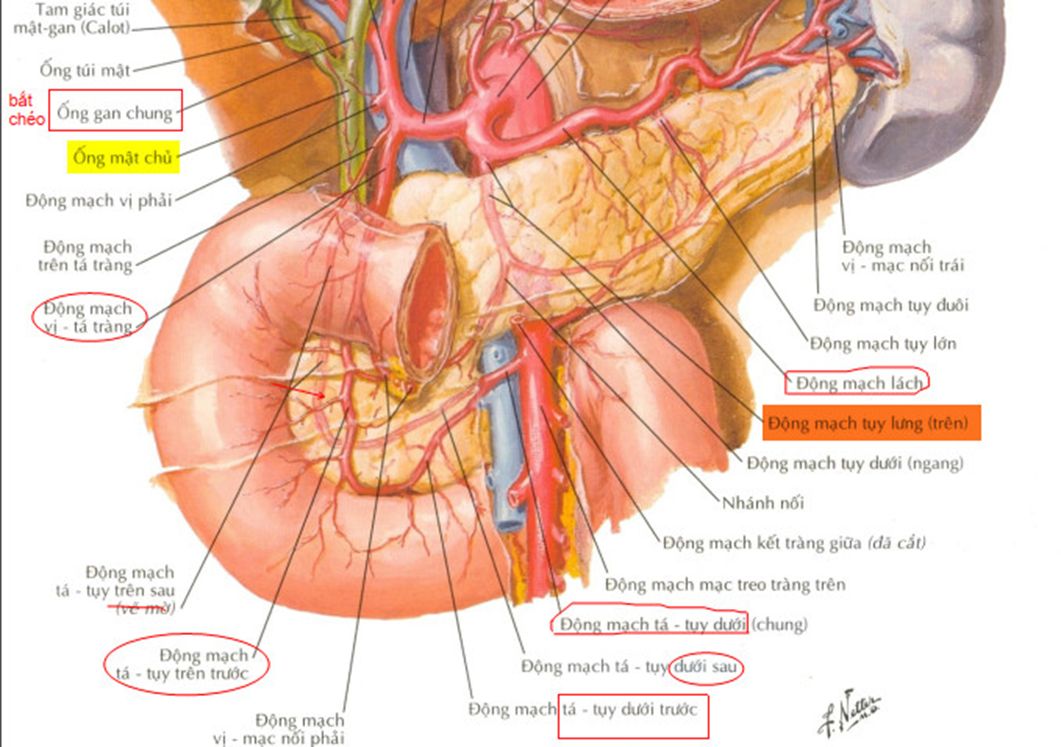 Tam giác túi
mật-gan (Calot)
Ống túi mật
bắt
chéo
Ống gan chung
Ống mật chủ
Động mạch vị phải
Động mạch
trên tá tràng
Động mạch
vị - tá tràng
Động mạch
vị - mạc nối trái
Động mạch tụy đuôi
Động mạch tụy lớn
Động mạch lách
Động mạch tụy lưng (trên)
Động mạch tụy dưới (ngang)
Nhánh nối
Động mạch kết tràng giữa (đã cắt)
Động mạch mạc treo tràng trên
Động mạch tá - tụy dưới (chung)
Động mạch tá - tụy dưới sau
Động mạch tá - tụy dưới trước
Động mạch
tá - tụy trên sau
(vẽ mờ)
Động mạch
tá - tụy trên trước
Động mạch
vị - mạc nối phải
F. Netter
M.D.